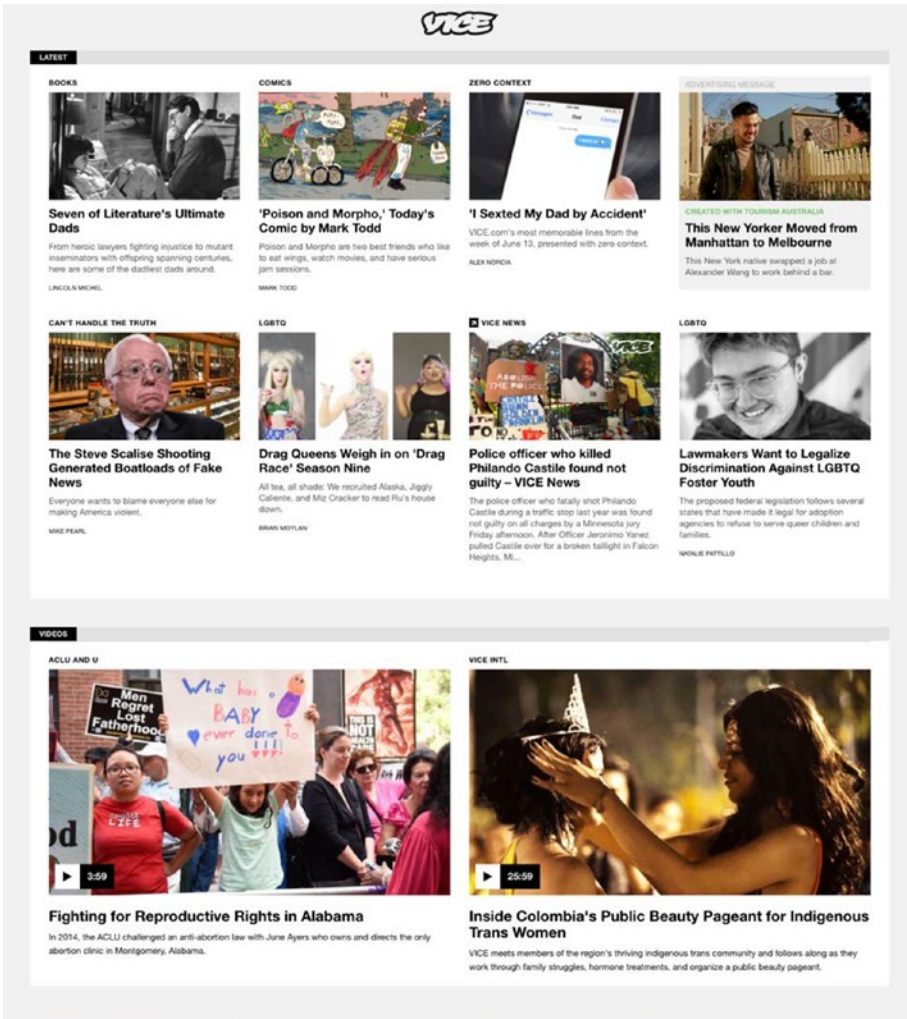 VICE
LATEST
BOOKS
Seven of Literature's Ultimate
Dads
From heroic lawyers fighting injustice to mutant
inseminators with offspring spanning centuries,
here are some of the dadliest dads around.
LINCOLN MICHEL
COMICS
'Poison and Morpho,' Today's
Comic by Mark Todd
Poison and Morpho are two best friends who like
to eat wings, watch movies, and have serious
jam sessions.
MARK TODD
ZERO CONTEXT
Messages
Dad
Contact
'I Sexted My Dad by Accident'
VICE.com's most memorable lines from the
week of June 13, presented with zero context.
ALEX NORCIA
ADVERTISING MESSAGE
CREATED WITH TOURISM AUSTRALIA
This New Yorker Moved from
Manhattan to Melbourne
This New York native swapped a job at
Alexander Wang to work behind a bar.
CAN'T HANDLE THE TRUTH
The Steve Scalise Shooting
Generated Boatloads of Fake
News
Everyone wants to blame everyone else for
making America violent.
MIKE PEARL
LGBTQ
Drag Queens Weigh in on 'Drag
Race' Season Nine
All tea, all shade: We recruited Alaska, Jiggly
Caliente, and Miz Cracker to read Ru's house
down.
BRIAN MOYLAN
VICE NEWS
VICE
ABOLISH
THE POLICE
Police officer who killed
Philando Castile found not
guilty – VICE News
The police officer who fatally shot Philando
Castile during a traffic stop last year was found
not guilty on all charges by a Minnesota jury
Friday afternoon. After Officer Jeronimo Yanez
pulled Castile over for a broken taillight in Falcon
Heights, Mi...
LGBTQ
Lawmakers Want to Legalize
Discrimination Against LGBTQ
Foster Youth
The proposed federal legislation follows several
states that have made it legal for adoption
agencies to refuse to serve queer children and
families.
NATALIE PATTILLO
VIDEOS
ACLU AND U
Men
Regret
Lost
Fatherhood
What has a
BABY
ever done to
you !!!!
THIS IS
NOT
HEALTH
CARE
LIFE
od
3:59
Fighting for Reproductive Rights in Alabama
In 2014, the ACLU challenged an anti-abortion law with June Ayers who owns and directs the only
abortion clinic in Montgomery, Alabama.
VICE INTL
25:59
Inside Colombia's Public Beauty Pageant for Indigenous
Trans Women
VICE meets members of the region's thriving indigenous trans community and follows along as they
work through family struggles, hormone treatments, and organize a public beauty pageant.